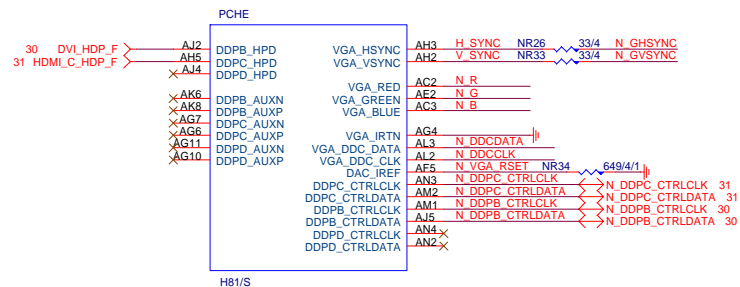 PCHE
30 DVI_HDP_F AJ2 DDPB_HPD VGA_HSYNC AH3 H_SYNC NR26 33/4 N_GHSYNC
31 HDMI_C_HDP_F AH5 DDPC_HPD VGA_VSYNC AH2 V_SYNC NR33 33/4 N_GVSYNC
AJ4 DDPD_HPD
VGA_RED AC2 N_R
AK6 DDPB_AUXN VGA_GREEN AE2 N_G
AK8 DDPB_AUXP VGA_BLUE AC3 N_B
AG7 DDPC_AUXN
AG6 DDPC_AUXP VGA_IRTN AG4
AG11 DDPD_AUXN VGA_DDC_DATA AL3 N_DDCDATA
AG10 DDPD_AUXP VGA_DDC_CLK AL2 N_DDCCLK
DAC_IREF AF5 N_VGA_RSET NR34 649/4/1
DDPC_CTRLCLK AN3 N_DDPC_CTRLCLK N_DDPC_CTRLCLK 31
DDPC_CTRLDATA AM2 N_DDPC_CTRLDATA N_DDPC_CTRLDATA 31
DDPB_CTRLCLK AM1 N_DDPB_CTRLCLK N_DDPB_CTRLCLK 30
DDPB_CTRLDATA AJ5 N_DDPB_CTRLDATA N_DDPB_CTRLDATA 30
DDPD_CTRLCLK AN4
DDPD_CTRLDATA AN2
H81/S